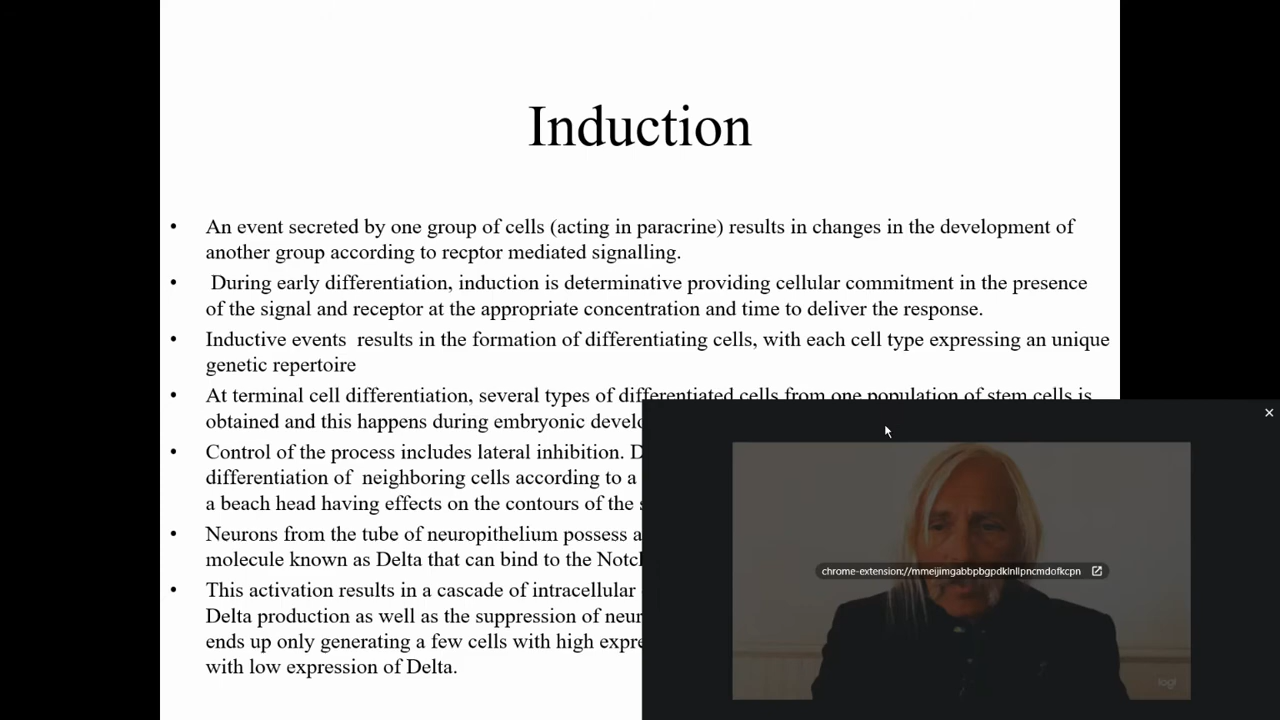 Induction
• An event secreted by one group of cells (acting in paracrine) results in changes in the development of
another group according to recptor mediated signalling.
• During early differentiation, induction is determinative providing cellular commitment in the presence
of the signal and receptor at the appropriate concentration and time to deliver the response.
• Inductive events results in the formation of differentiating cells, with each cell type expressing an unique
genetic repertoire
• At terminal cell differentiation, several types of differentiated cells from one population of stem cells is
obtained and this happens during embryonic
• Control of the process includes lateral inhibition.
differentiation of neighboring cells according to a
a beach head having effects on the contours of the
• Neurons from the tube of neuropithelium possess
molecule known as Delta that can bind to the
• This activation results in a cascade of intracellular
Delta production as well as the suppression of
ends up only generating a few cells with high
with low expression of Delta.
chrome-extension://mmeijimgabbpbgpdklnllpncmdofkcpn
logi